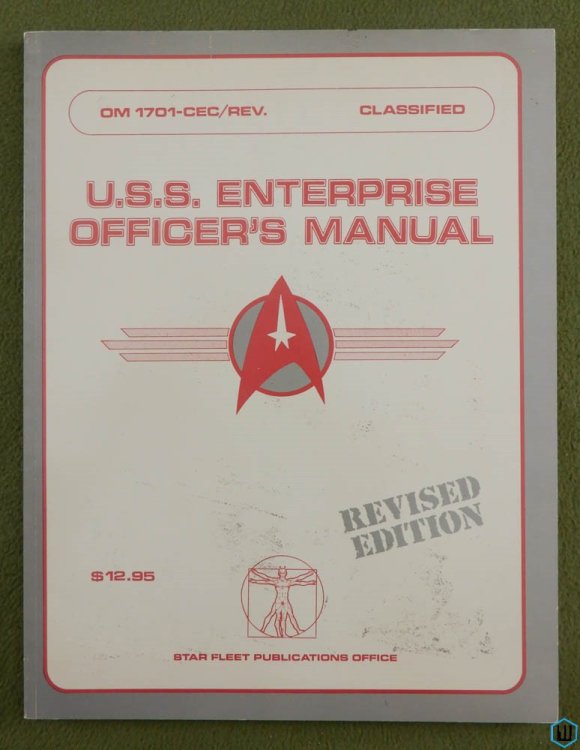 OM 1701-CEC/REV. CLASSIFIED
U.S.S. ENTERPRISE
OFFICER'S MANUAL
REVISED
EDITION
$12.95
STAR FLEET PUBLICATIONS OFFICE